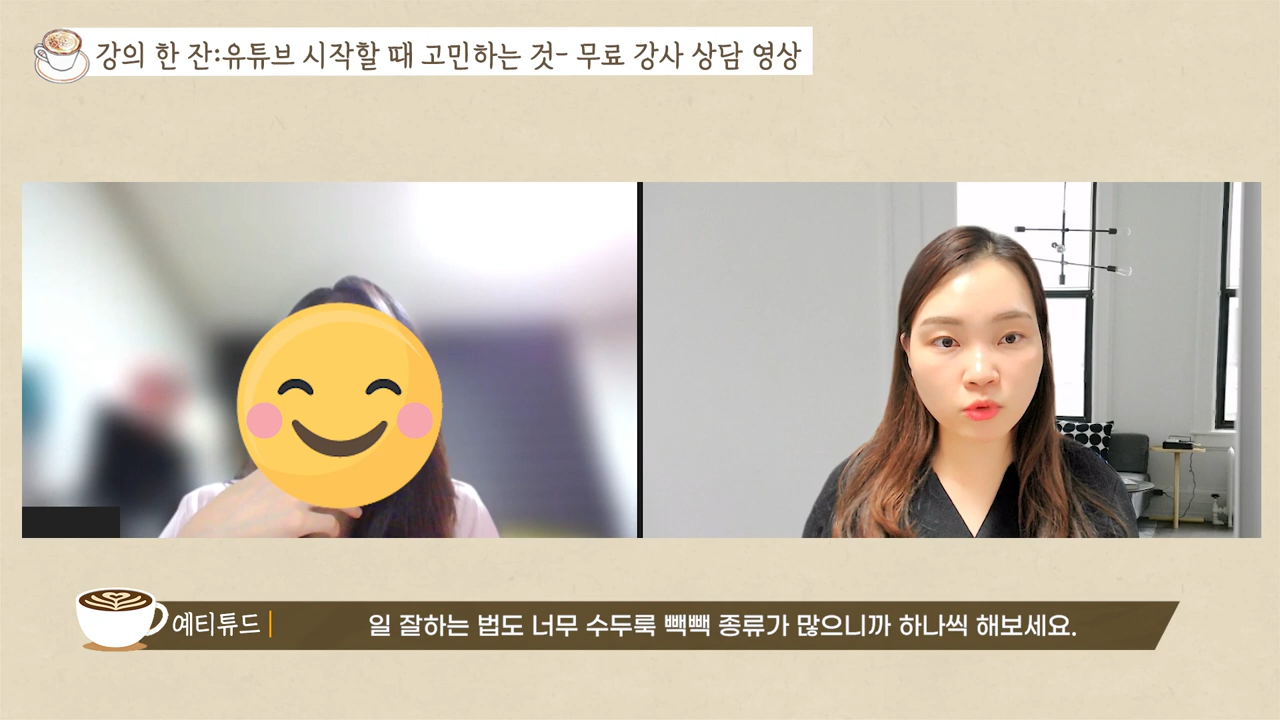 강의 한 잔:유튜브 시작할 때 고민하는 것- 무료 강사 상담 영상
예티튜드
일 잘하는 법도 너무 수두룩 빽빽 종류가 많으니까 하나씩 해보세요.